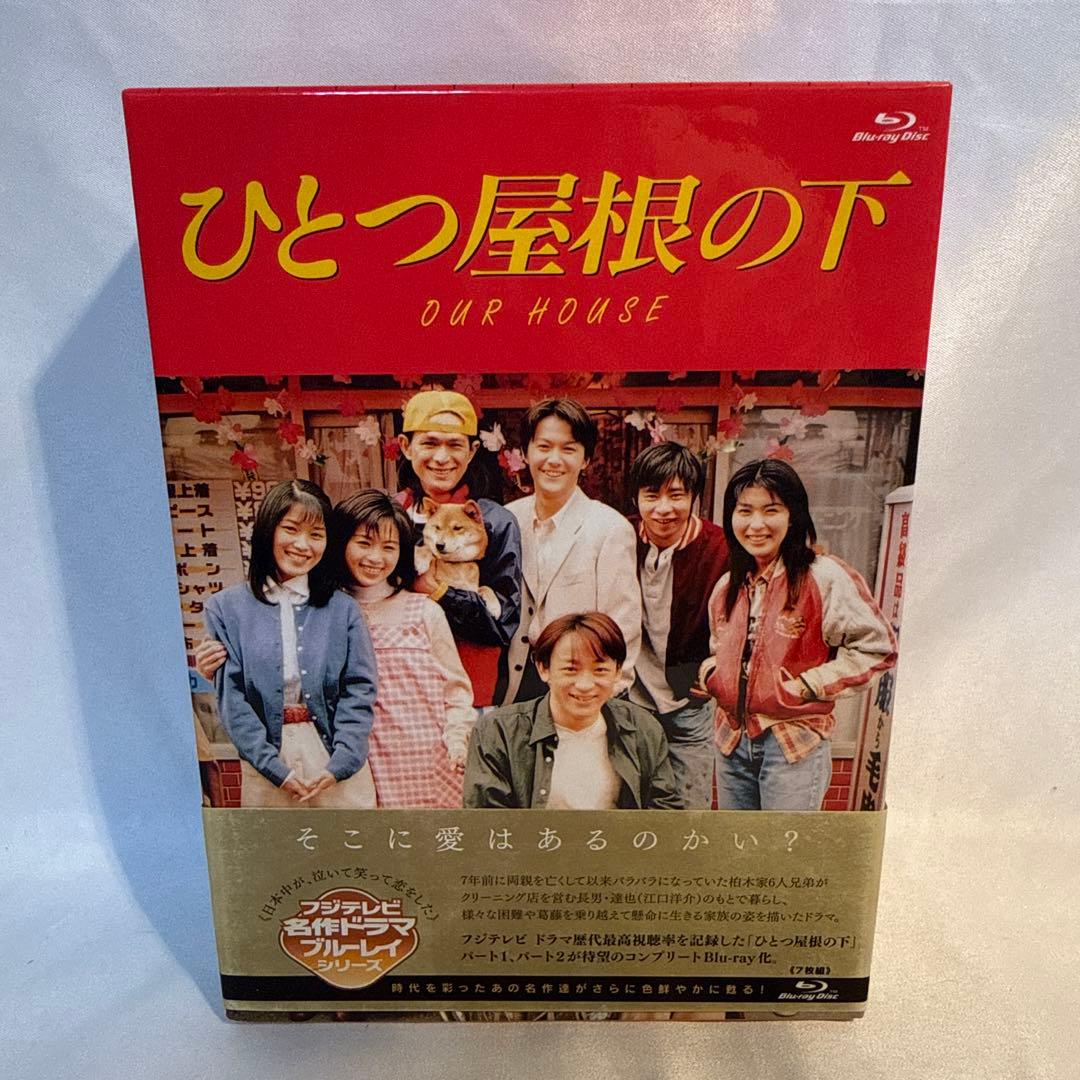 Blu-ray Disc™
ひとつ屋根の下
OUR HOUSE
そこに愛はあるのかい?
《日本中が、泣いて笑って恋をした》
フジテレビ
名作ドラマ
ブルーレイ
シリーズ
7年前に両親を亡くして以来バラバラになっていた柏木家6人兄弟が
クリーニング店を営む長男・達也(江口洋介)のもとで暮らし、
様々な困難や葛藤を乗り越えて懸命に生きる家族の姿を描いたドラマ。
フジテレビ ドラマ歴代最高視聴率を記録した「ひとつ屋根の下」
パート1、パート2が待望のコンプリートBlu-ray化。
《7枚組》
時代を彩ったあの名作達がさらに色鮮やかに甦る!
Blu-ray Disc